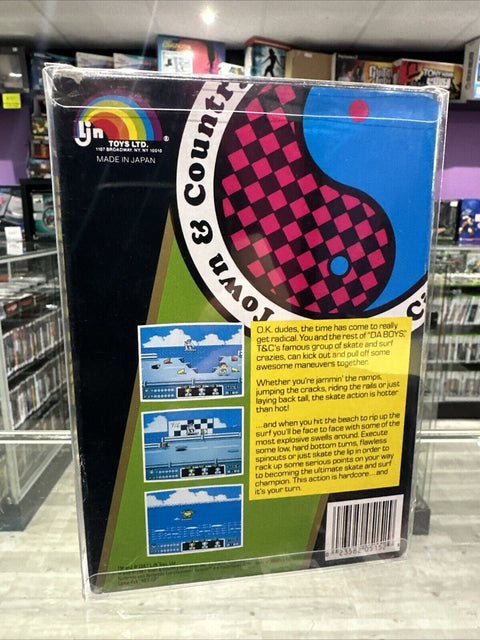 ljn
TOYS LTD.
®
1107 BROADWAY, NY, NY 10010
MADE IN JAPAN
Town & Country
O.K. dudes, the time has come to really
get radical. You and the rest of "DA BOYS,"
T&C's famous group of skate and surf
crazies, can kick out and pull off some
awesome maneuvers together.
Whether you're jammin' the ramps,
jumping the cracks, riding the rails or just
laying back tall, the skate action is hotter
than hot!
...and when you hit the beach to rip up the
surf you'll be face to face with some of the
most explosive swells around. Execute
some low, hard bottom turns, flawless
spinouts or just skate the lip in order to
rack up some serious points on your way
to becoming the ultimate skate and surf
champion. This action is hardcore...and
it's your turn.